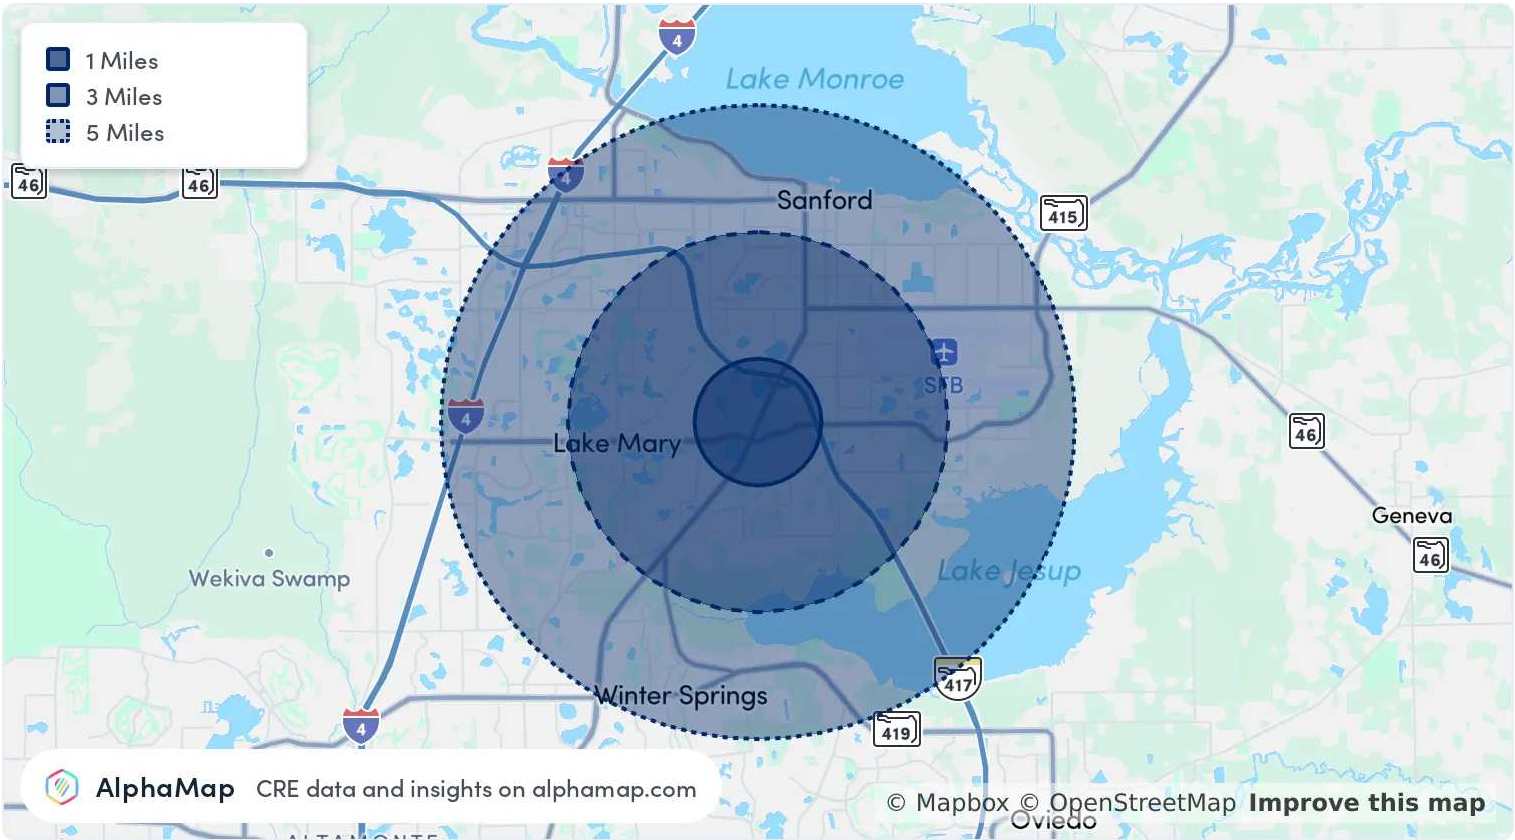 1 Miles
3 Miles
5 Miles
4
Lake Monroe
46
46
4
Sanford
415
SFB
4
Lake Mary
46
Geneva
46
Wekiva Swamp
Lake Jesup
417
Winter Springs
4
419
AlphaMap CRE data and insights on alphamap.com
© Mapbox © OpenStreetMap Improve this map
Oviedo
ALTAMONTE